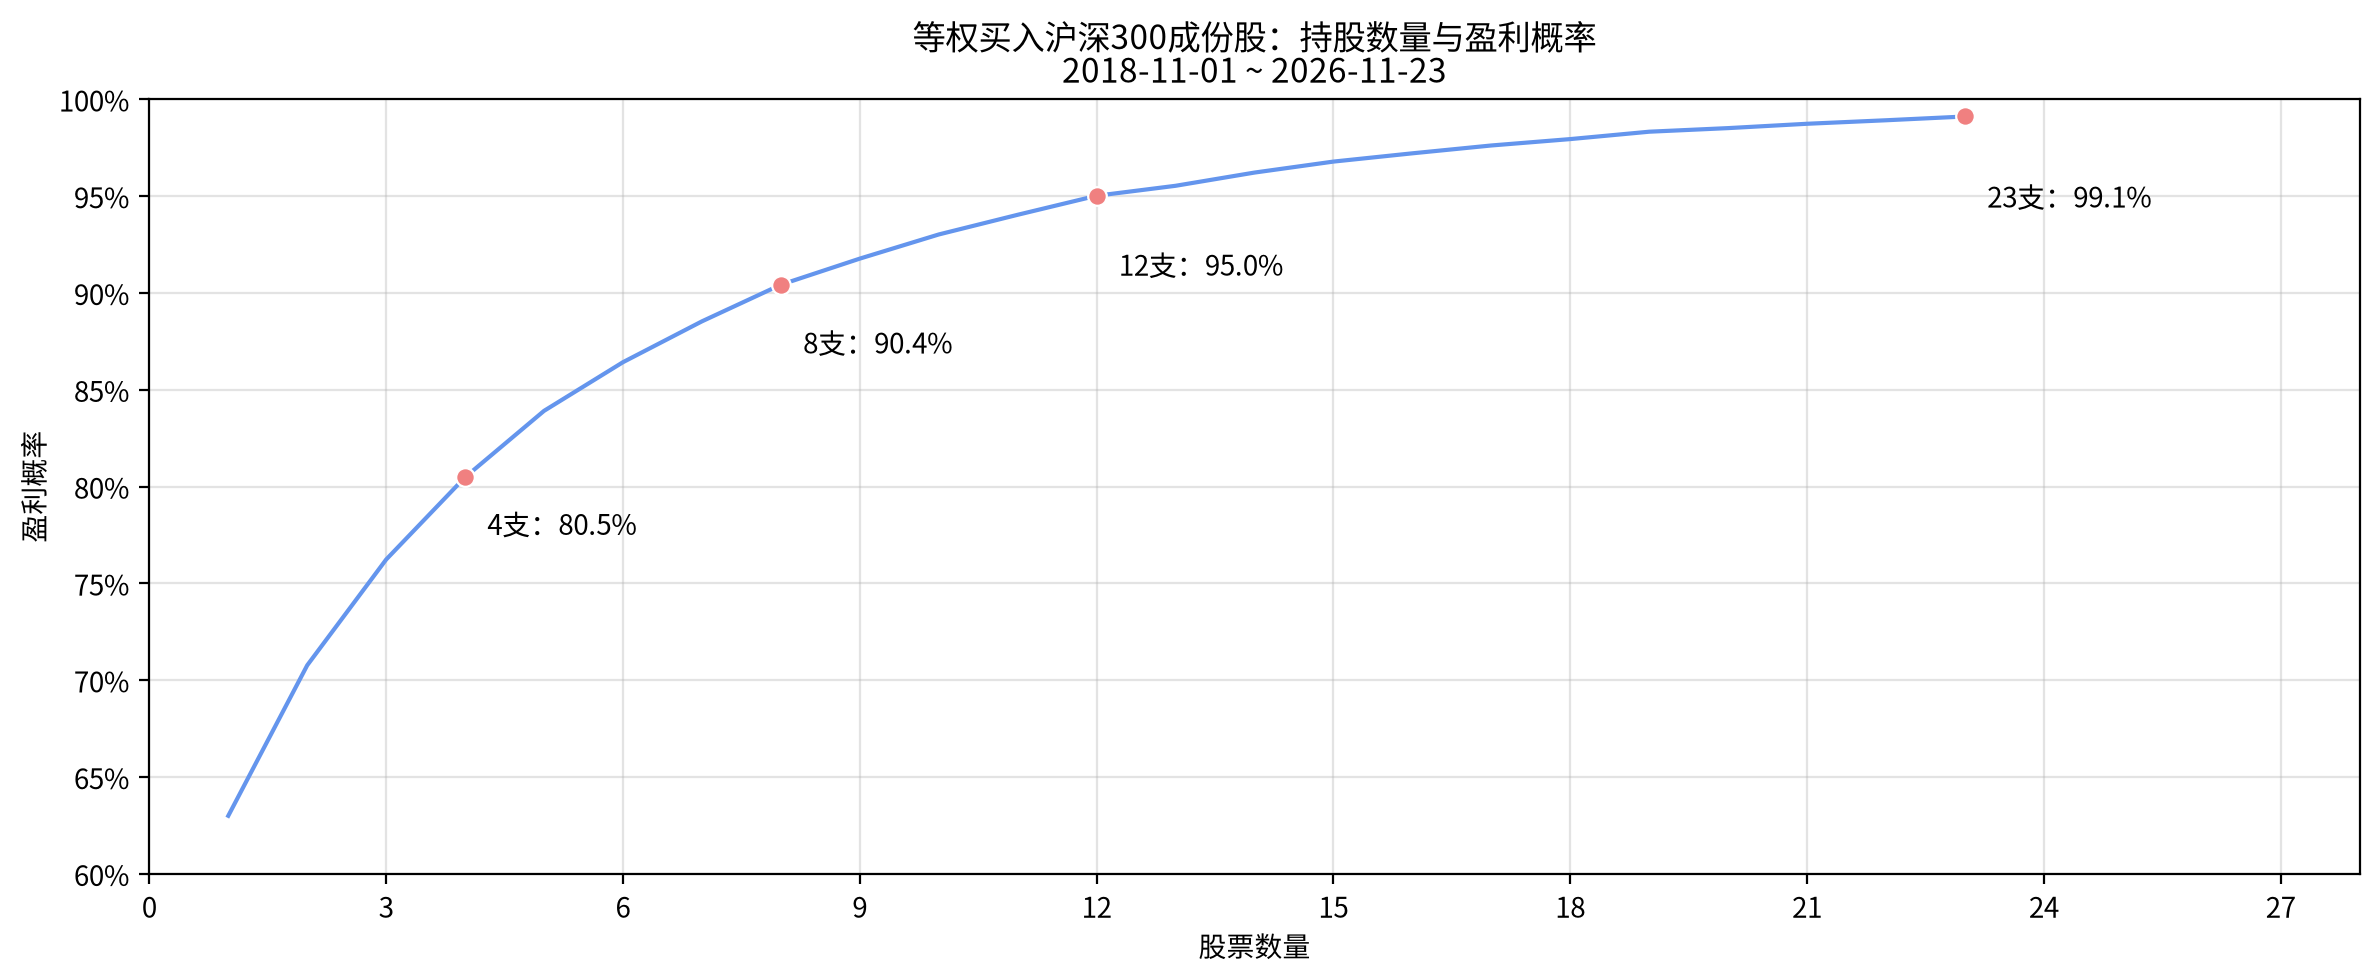 等权买入沪深300成份股：持股数量与盈利概率
2018-11-01 ~ 2026-11-23
盈利概率
100%
95%
90%
85%
80%
75%
70%
65%
60%
23支：99.1%
12支：95.0%
8支：90.4%
4支：80.5%
0 3 6 9 12 15 18 21 24 27
股票数量